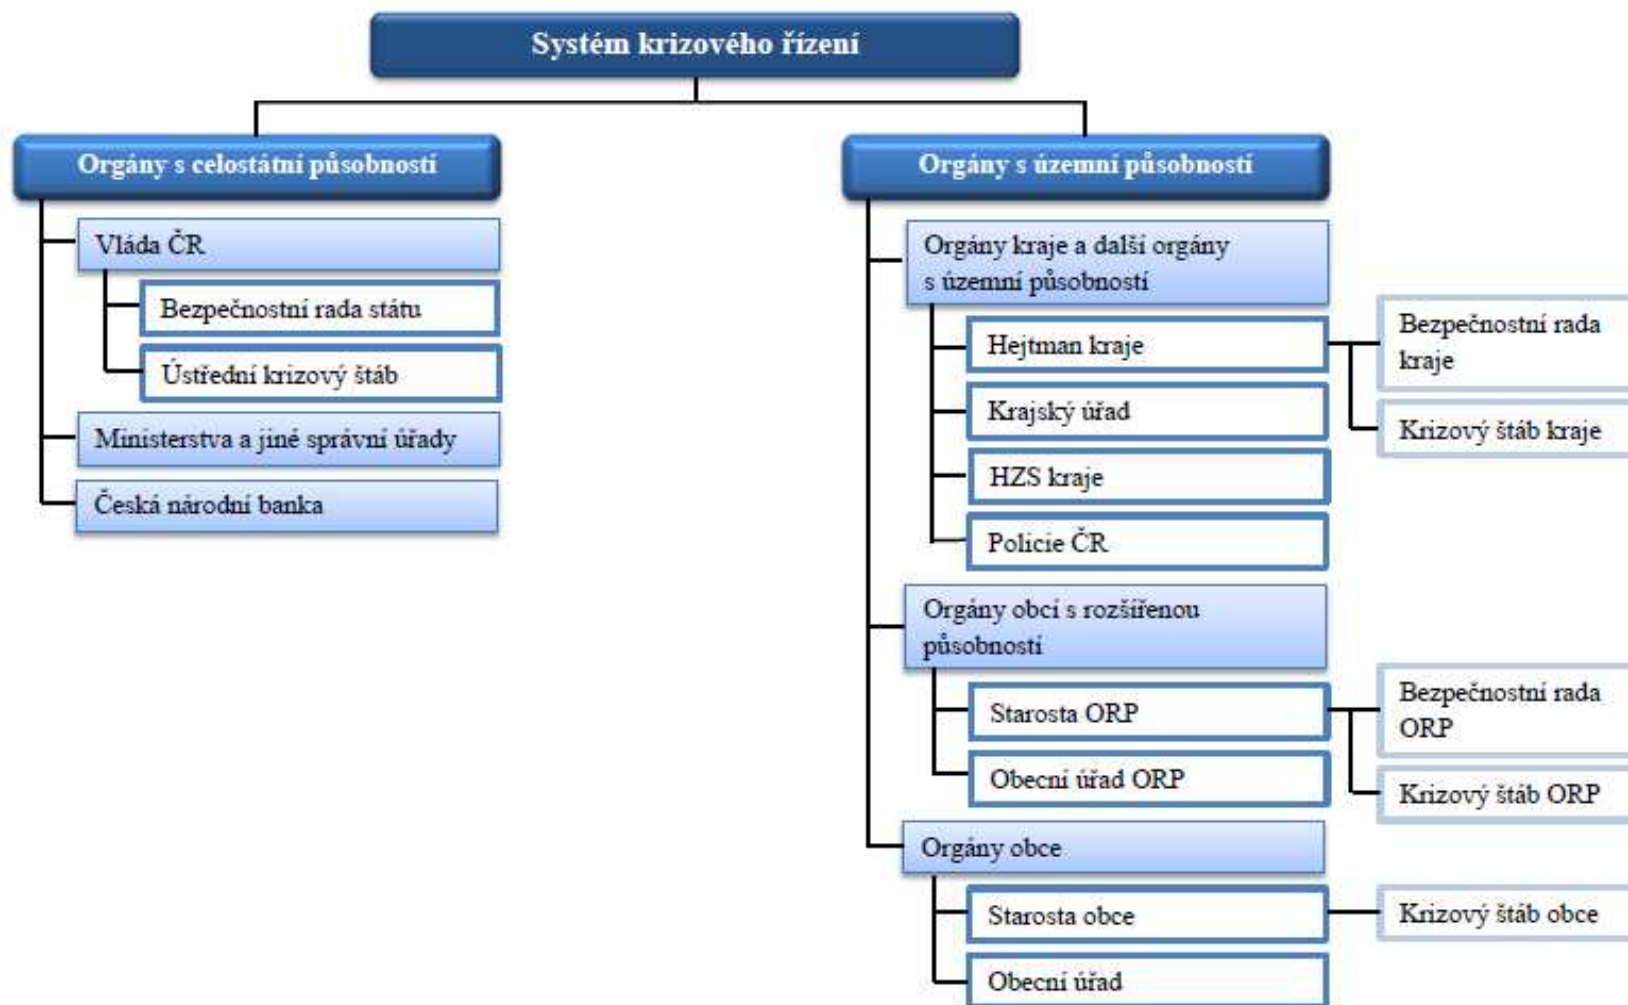 Systém krizového řízení
Orgány s celostátní působností
Vláda ČR
Bezpečnostní rada státu
Ústřední krizový štáb
Ministerstva a jiné správní úřady
Česká národní banka
Orgány s územní působností
Orgány kraje a další orgány
s územní působností
Hejtman kraje
Bezpečnostní rada
kraje
Krizový štáb kraje
Krajský úřad
HZS kraje
Policie ČR
Orgány obcí s rozšířenou
působností
Starosta ORP
Bezpečnostní rada
ORP
Krizový štáb ORP
Obecní úřad ORP
Orgány obce
Starosta obce
Krizový štáb obce
Obecní úřad